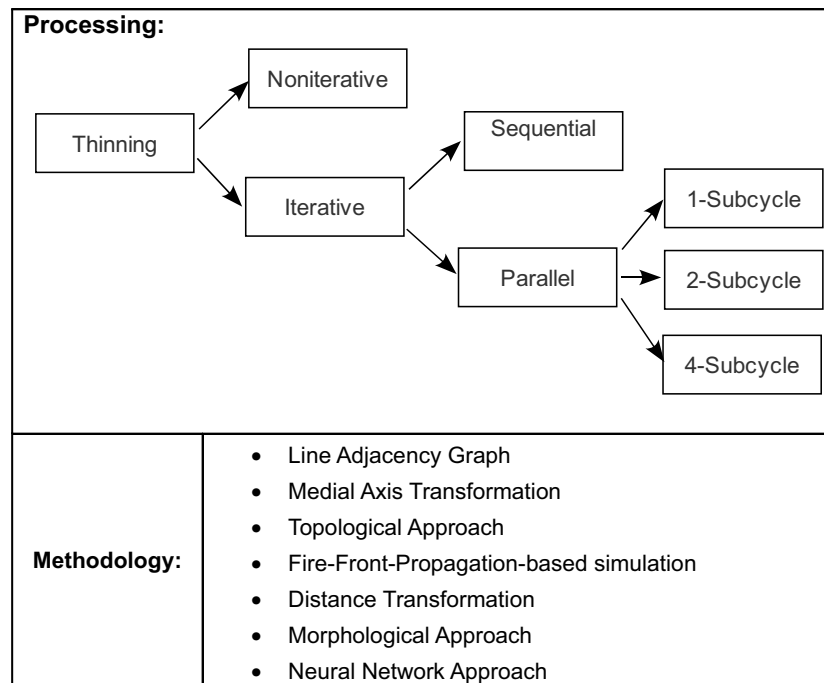 Processing:
Noniterative
Thinning
Sequential
Iterative
1-Subcycle
Parallel
2-Subcycle
4-Subcycle
Methodology:
• Line Adjacency Graph
• Medial Axis Transformation
• Topological Approach
• Fire-Front-Propagation-based simulation
• Distance Transformation
• Morphological Approach
• Neural Network Approach